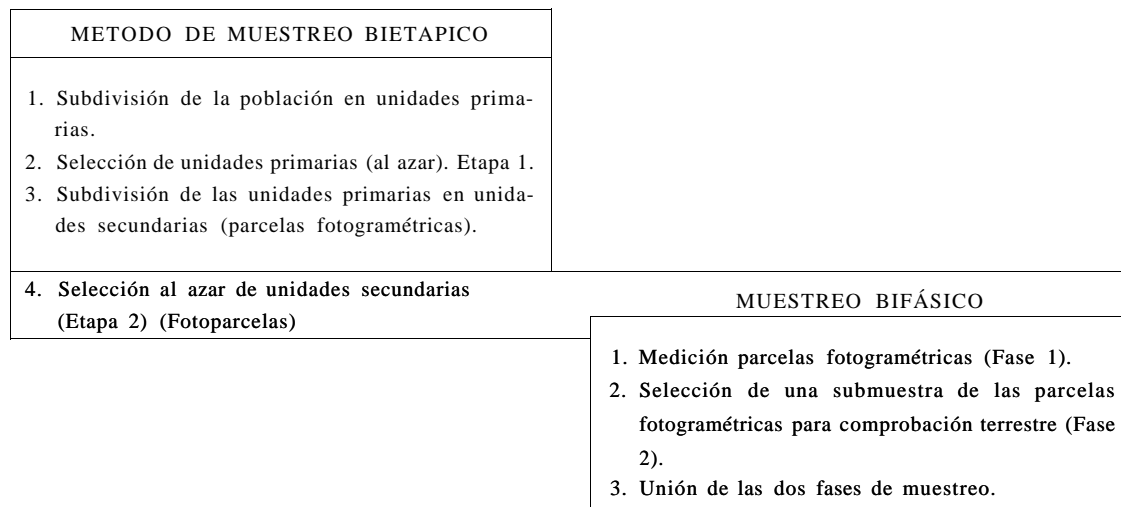 METODO DE MUESTREO BIETAPICO
1. Subdivisión de la población en unidades prima-
rias.
2. Selección de unidades primarias (al azar). Etapa 1.
3. Subdivisión de las unidades primarias en unida-
des secundarias (parcelas fotogramétricas).
4. Selección al azar de unidades secundarias
(Etapa 2) (Fotoparcelas)
MUESTREO BIFÁSICO
1. Medición parcelas fotogramétricas (Fase 1).
2. Selección de una submuestra de las parcelas
fotogramétricas para comprobación terrestre (Fase
2).
3. Unión de las dos fases de muestreo.